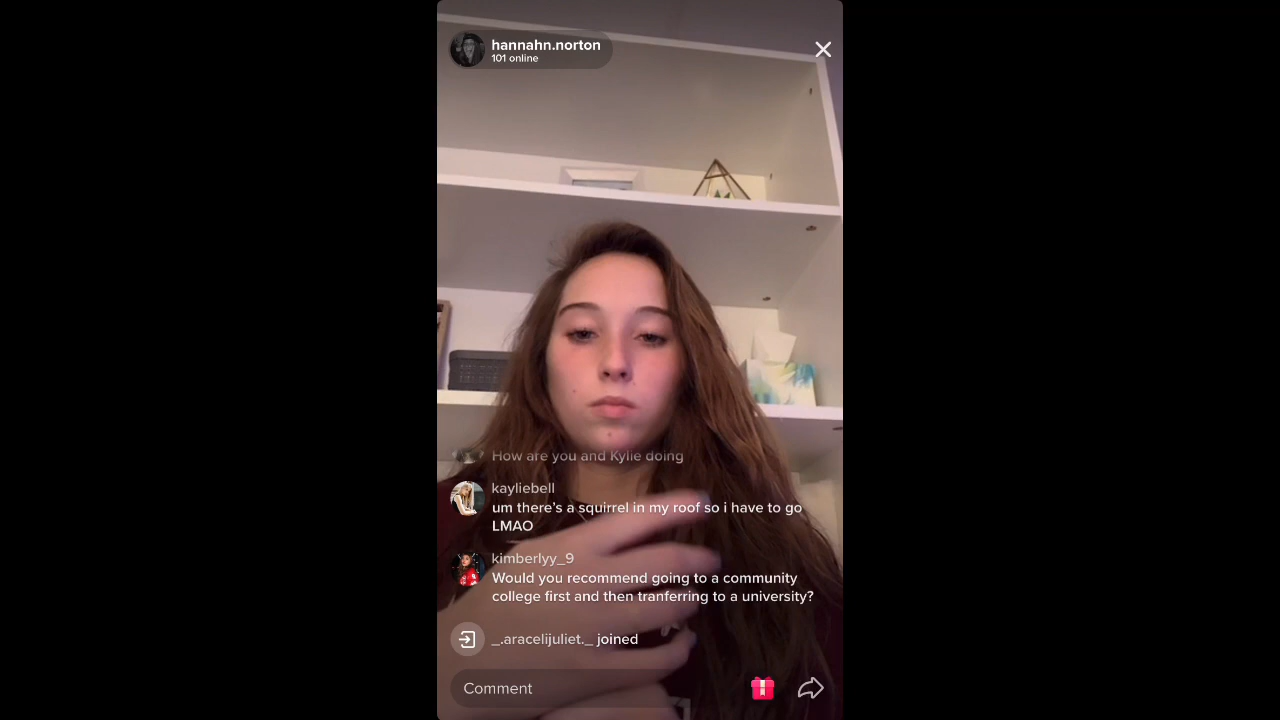 hannahn.norton
101 online
How are you and Kylie doing
kayliebell
um there's a squirrel in my roof so i have to go
LMAO
kimberlyy_9
Would you recommend going to a community
college first and then tranferring to a university?
_.aracelijuliet._ joined
Comment